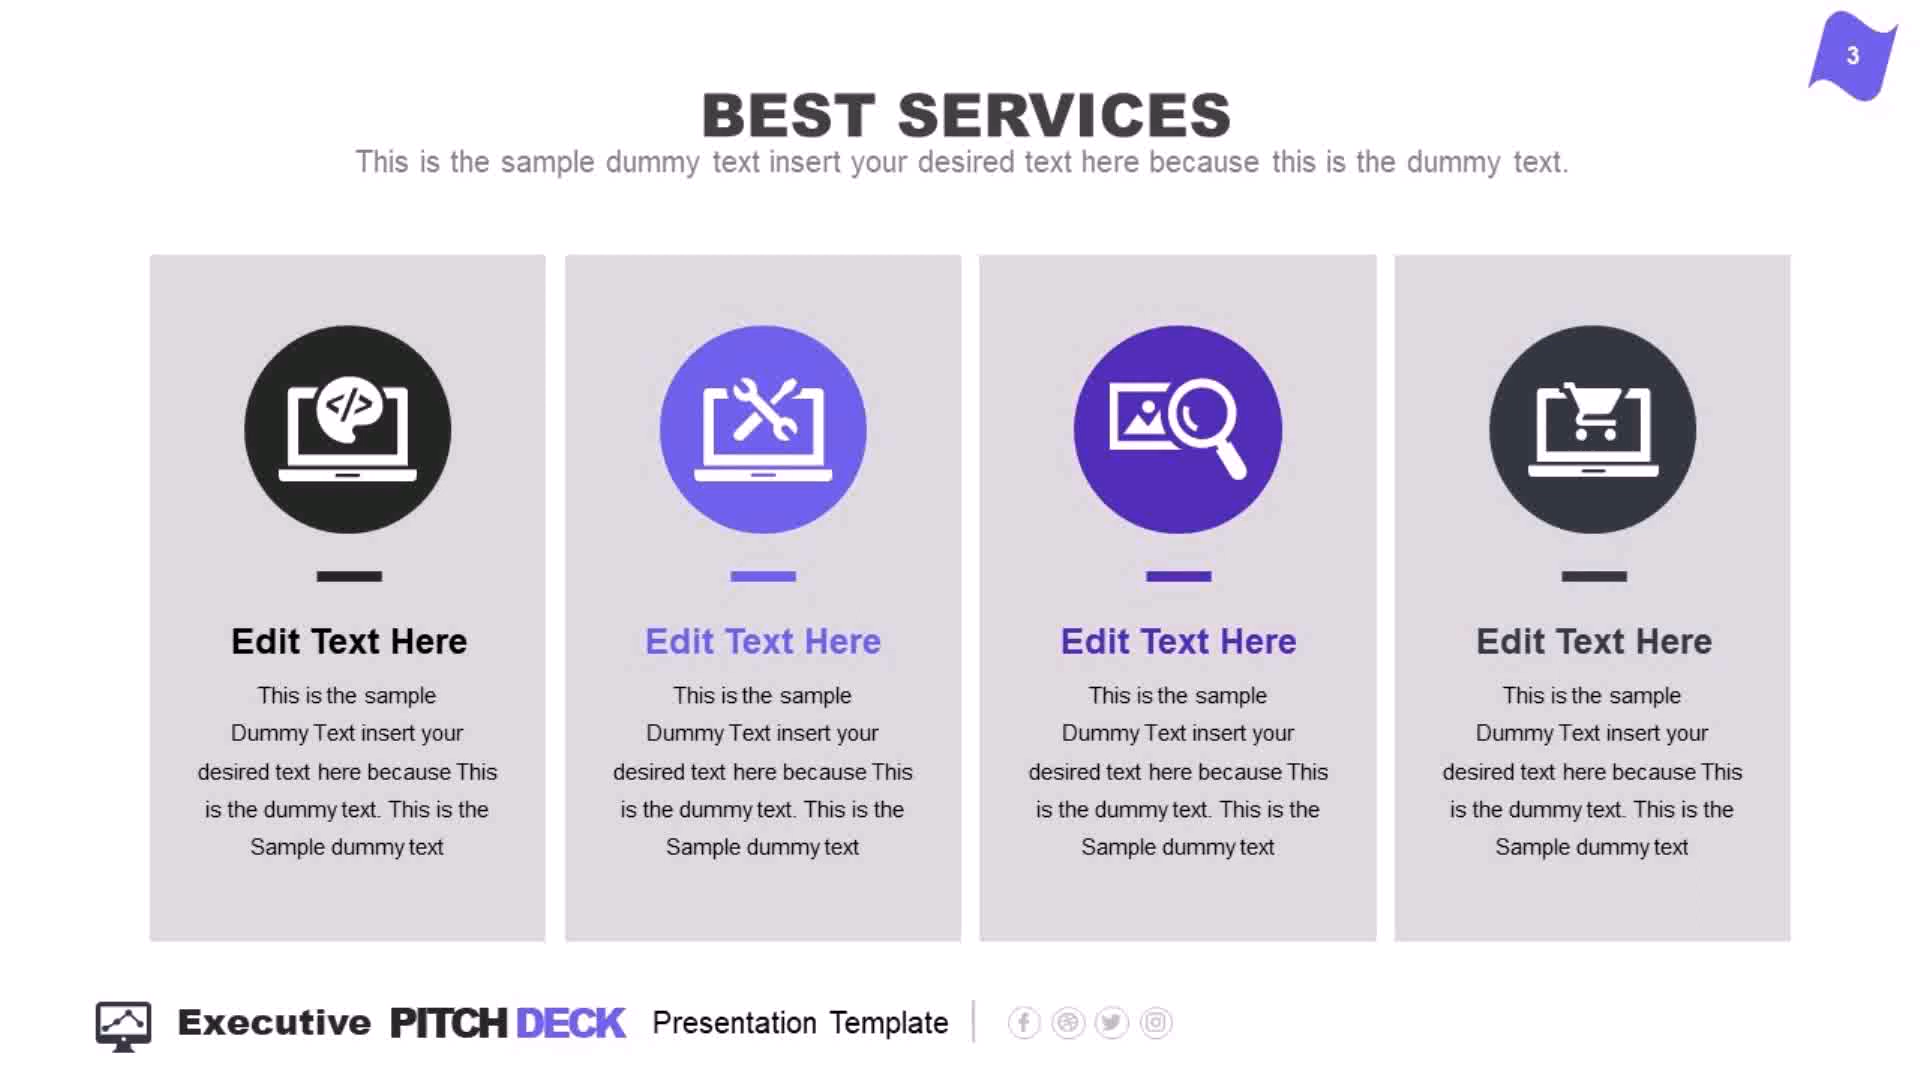 3
BEST SERVICES
This is the sample dummy text insert your desired text here because this is the dummy text.
</>
Edit Text Here
This is the sample
Dummy Text insert your
desired text here because This
is the dummy text. This is the
Sample dummy text
Edit Text Here
This is the sample
Dummy Text insert your
desired text here because This
is the dummy text. This is the
Sample dummy text
Edit Text Here
This is the sample
Dummy Text insert your
desired text here because This
is the dummy text. This is the
Sample dummy text
Edit Text Here
This is the sample
Dummy Text insert your
desired text here because This
is the dummy text. This is the
Sample dummy text
Executive PITCH DECK Presentation Template